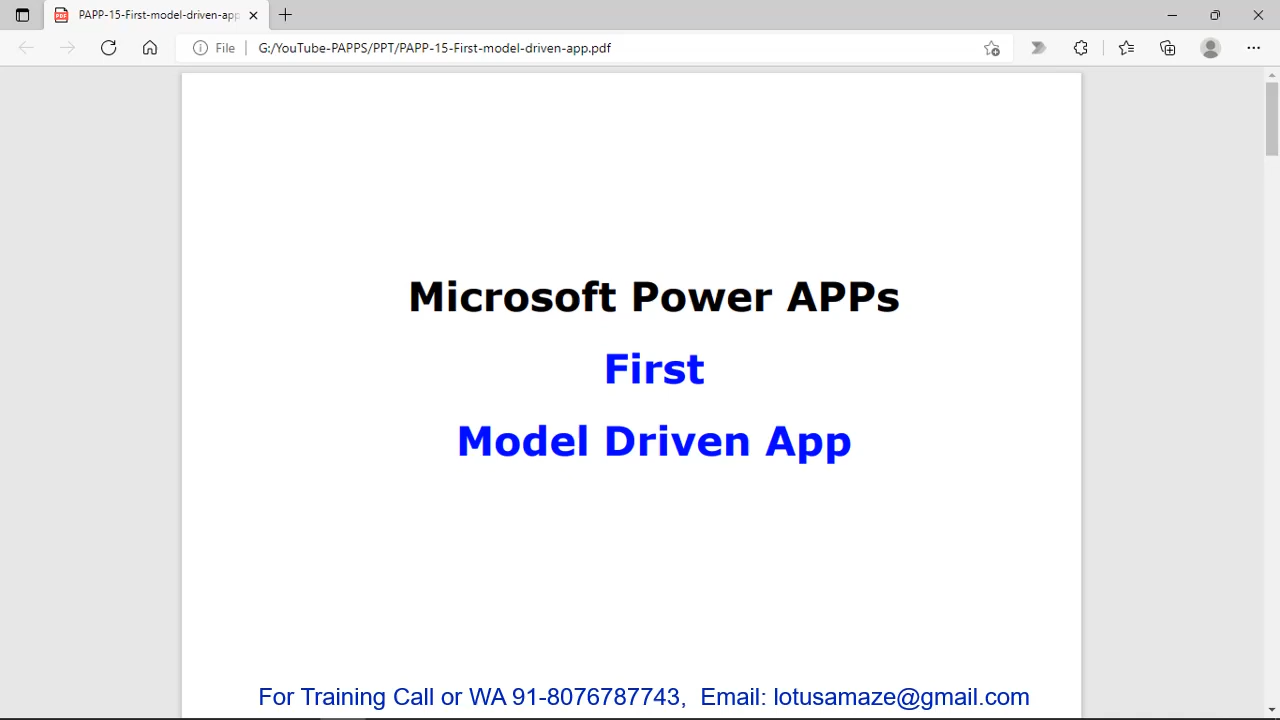 PAPP-15-First-model-driven-app
File
G:/YouTube-PAPPS/PPT/PAPP-15-First-model-driven-app.pdf
Microsoft Power APPs
First
Model Driven App
For Training Call or WA 91-8076787743, Email: lotusamaze@gmail.com